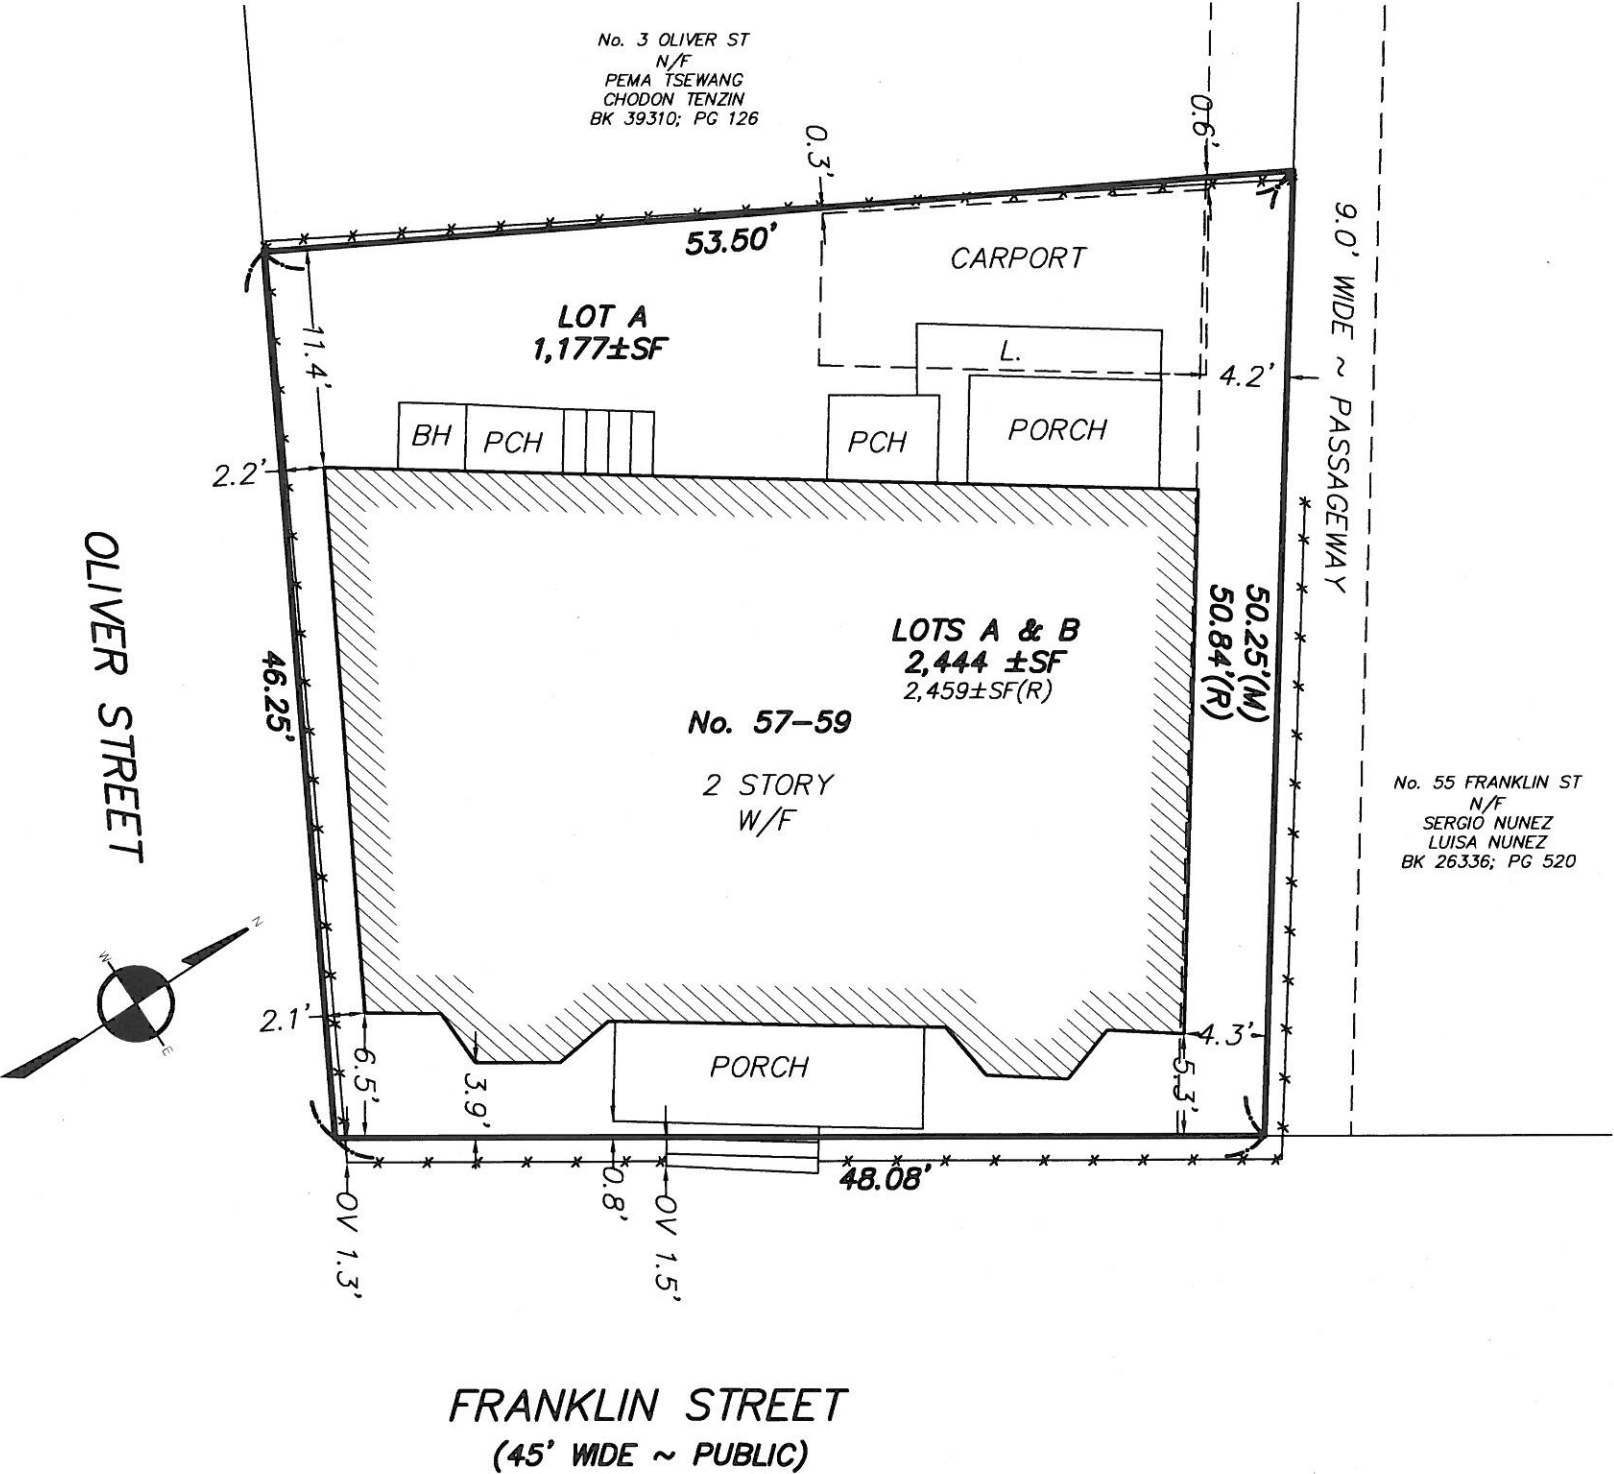 No. 3 OLIVER ST
N/F
PEMA TSEWANG
CHODON TENZIN
BK 39310; PG 126
0.3'
0.6'
53.50'
CARPORT
9.0' WIDE ~ PASSAGEWAY
LOT A
1,177±SF
11.4'
L.
4.2'
BH
PCH
PCH
PORCH
2.2'
OLIVER STREET
46.25'
LOTS A & B
2,444 ±SF
2,459±SF(R)
50.25'(M)
50.84'(R)
No. 57-59
2 STORY
W/F
No. 55 FRANKLIN ST
N/F
SERGIO NUNEZ
LUISA NUNEZ
BK 26336; PG 520
N
W
E
2.1'
6.5'
3.9'
PORCH
4.3'
5.3'
48.08'
OV 1.3'
0.8'
OV 1.5'
FRANKLIN STREET
(45' WIDE ~ PUBLIC)